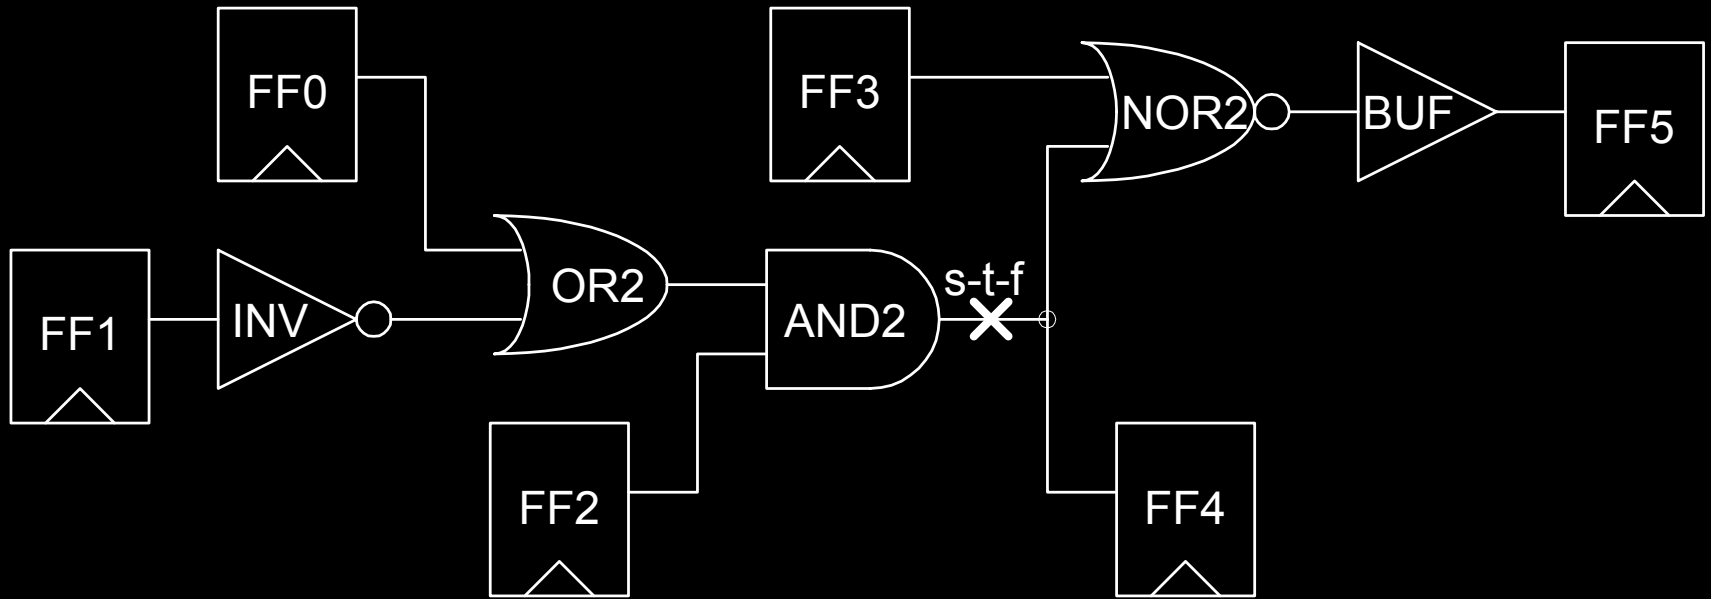 FF0
FF3
NOR2
BUF
FF5
FF1
INV
OR2
AND2
s-t-f
FF2
FF4